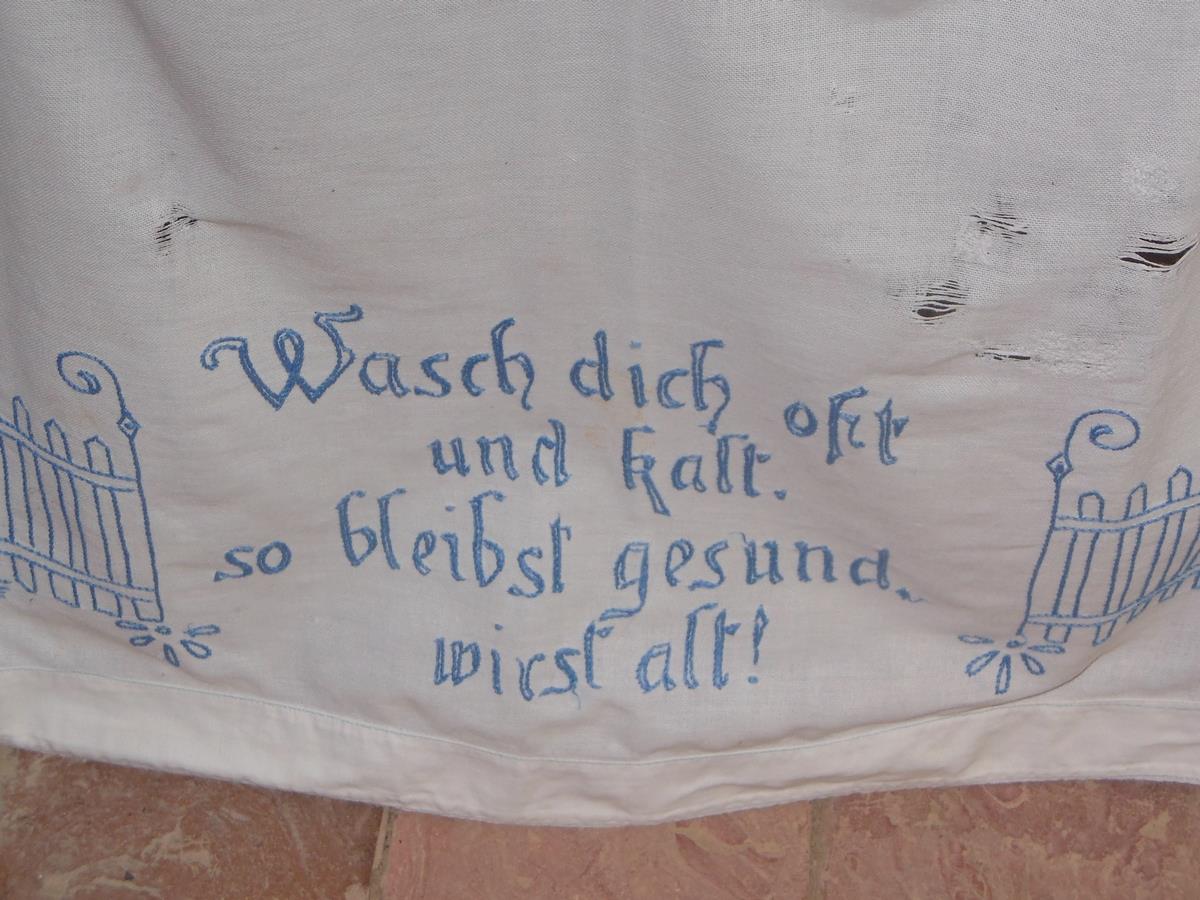 Wasch dich oft
und kalt.
so bleibst gesund,
wirst alt!